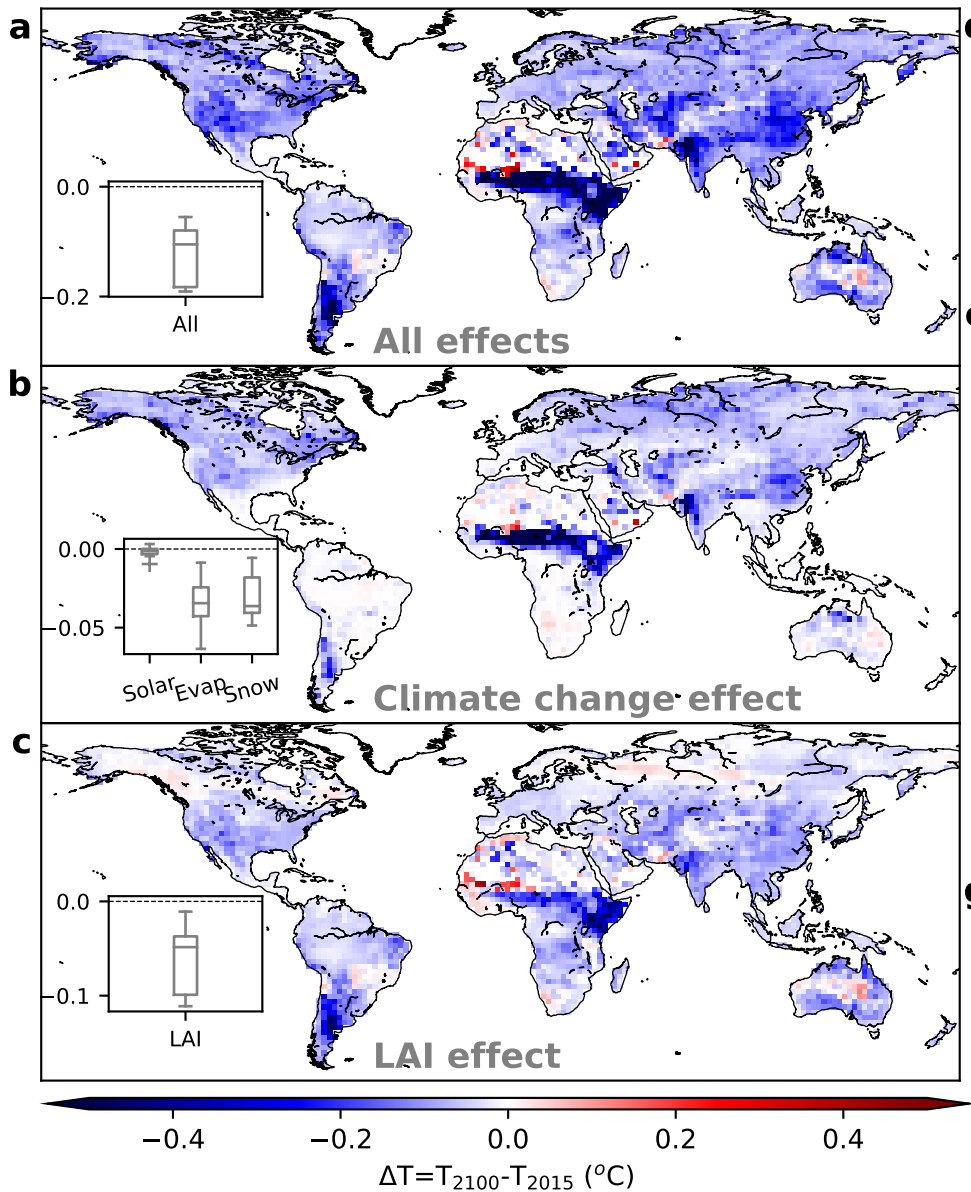 a
0.0
−0.2
All
All effects
b
0.00
−0.05
Solar Evap Snow
Climate change effect
c
0.0
−0.1
LAI
LAI effect
g
−0.4 −0.2 0.0 0.2 0.4
ΔT=T₂₁₀₀-T₂₀₁₅ (°C)